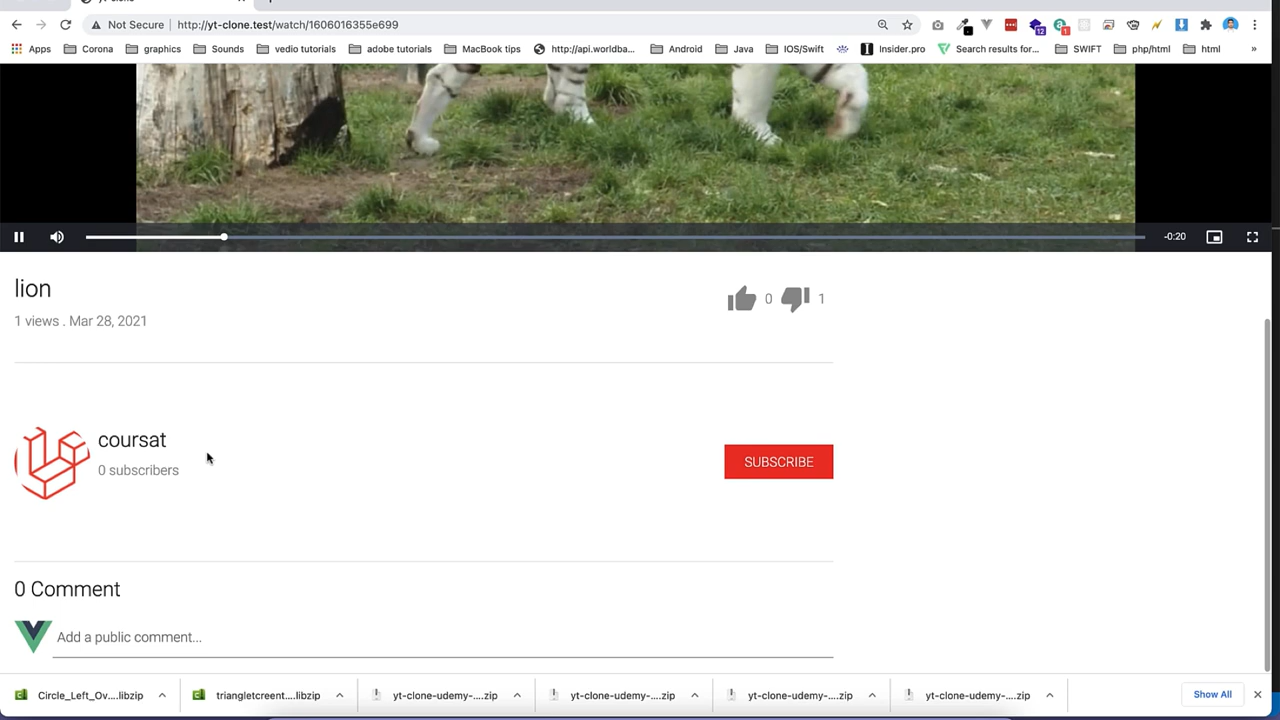 Not Secure http://yt-clone.test/watch/1606016355e699
12 1
Apps Corona graphics Sounds vedio tutorials adobe tutorials MacBook tips http://api.worldba... Android Java IOS/Swift Insider.pro Search results for... SWIFT php/html html »
-0:20
lion
0 1
1 views . Mar 28, 2021
coursat
0 subscribers
SUBSCRIBE
0 Comment
Add a public comment...
Circle_Left_Ov....libzip triangletcreent....libzip yt-clone-udemy-....zip yt-clone-udemy-....zip yt-clone-udemy-....zip yt-clone-udemy-....zip Show All